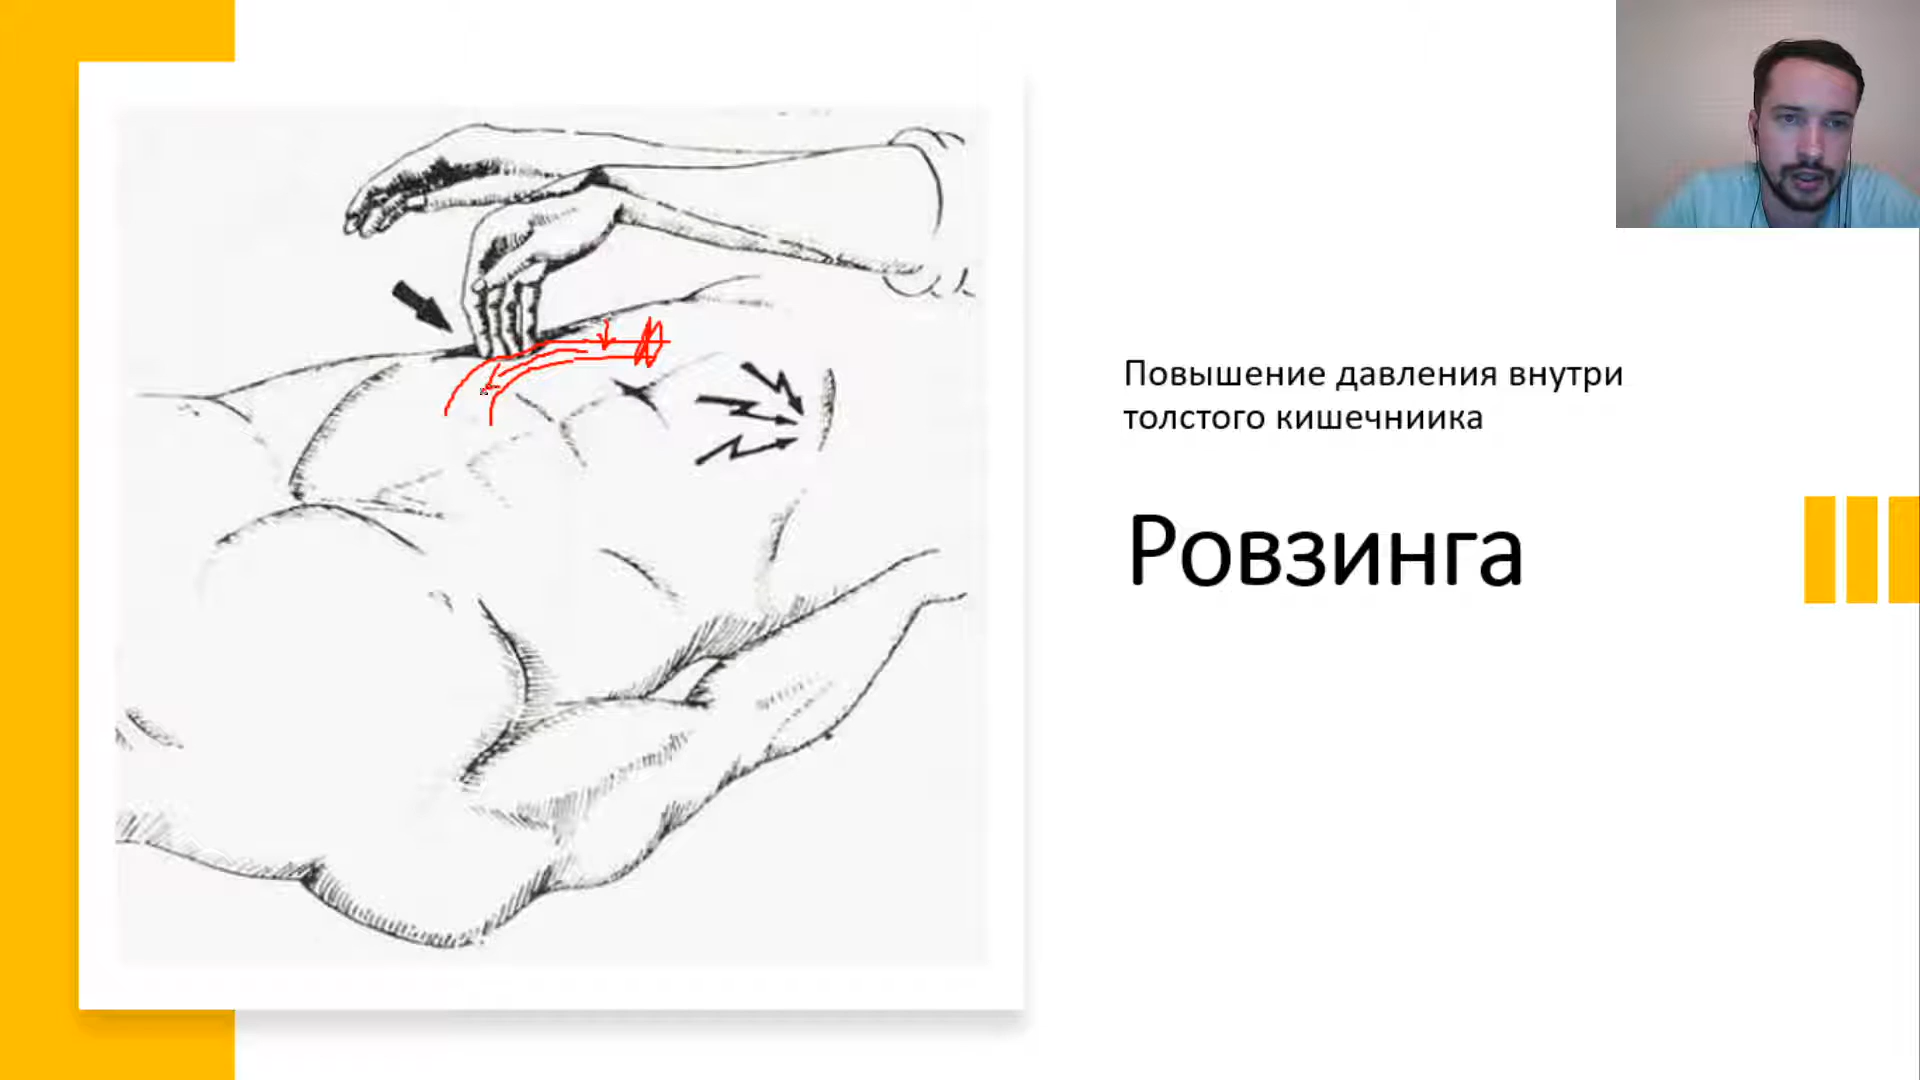 Повышение давления внутри
толстого кишечниика
Ровзинга